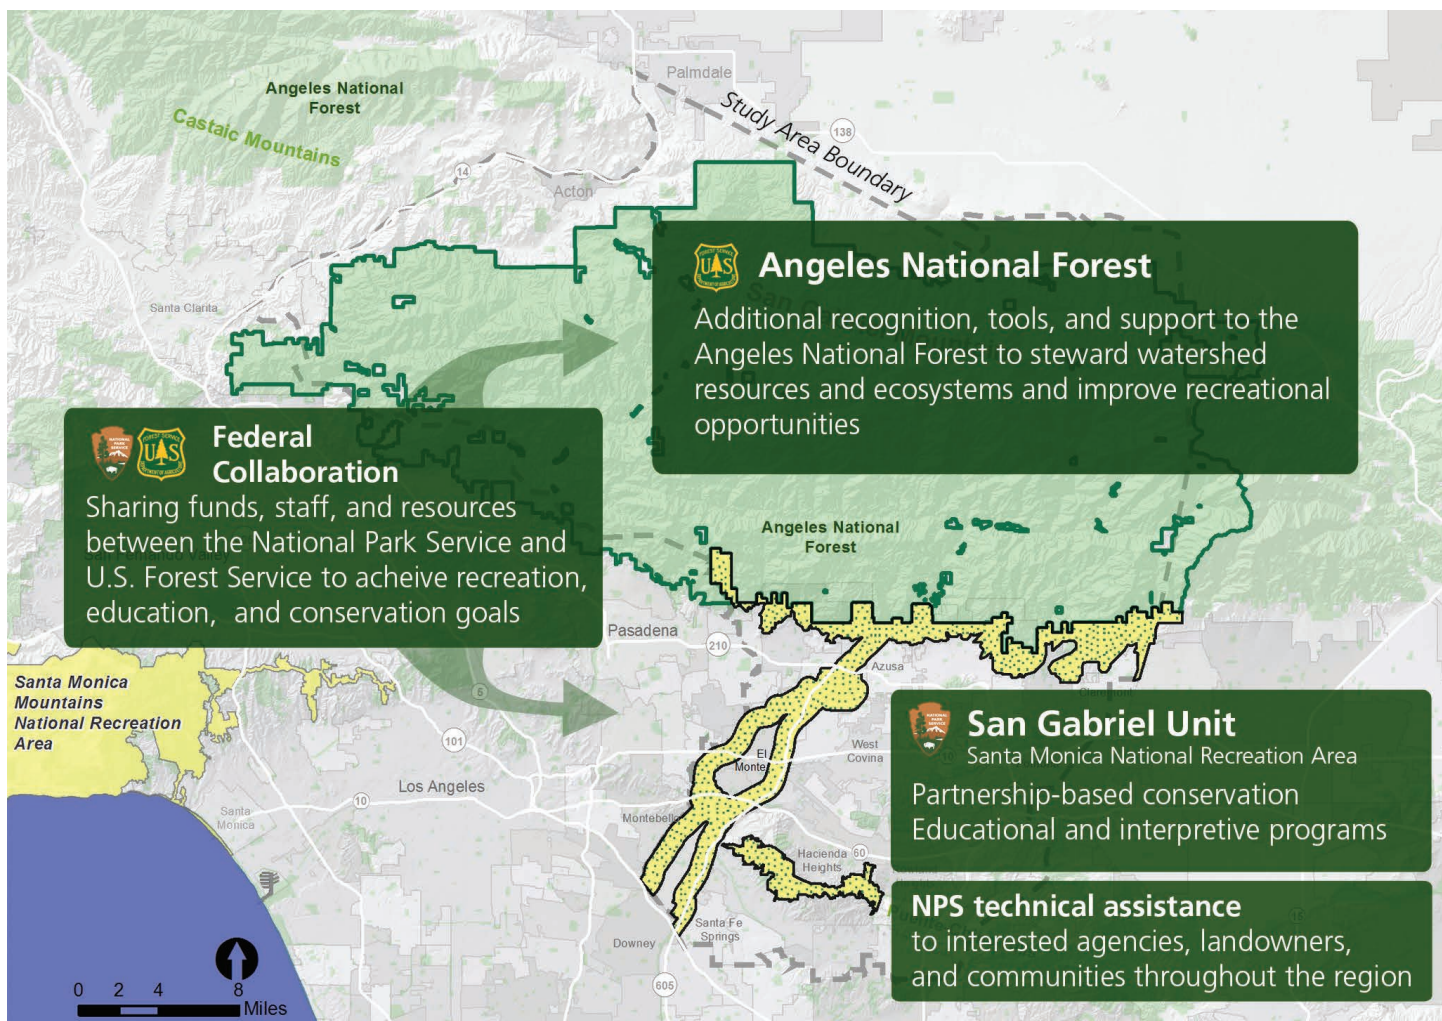 Palmdale
Angeles National
Forest
Castaic Mountains
Study Area Boundary
138
14
Acton
Santa Clarita
Angeles National Forest
Additional recognition, tools, and support to the
Angeles National Forest to steward watershed
resources and ecosystems and improve recreational
opportunities
Federal
Collaboration
Sharing funds, staff, and resources
between the National Park Service and
U.S. Forest Service to acheive recreation,
education, and conservation goals
Angeles National
Forest
Pasadena
210
Azusa
Santa Monica
Mountains
National Recreation
Area
5
101
El
Monte
West
Covina
Los Angeles
10
Santa
Monica
Montebello
Hacienda
Heights
60
San Gabriel Unit
Santa Monica National Recreation Area
Partnership-based conservation
Educational and interpretive programs
NPS technical assistance
to interested agencies, landowners,
and communities throughout the region
Santa Fe
Springs
Downey
605
0 2 4 8
Miles